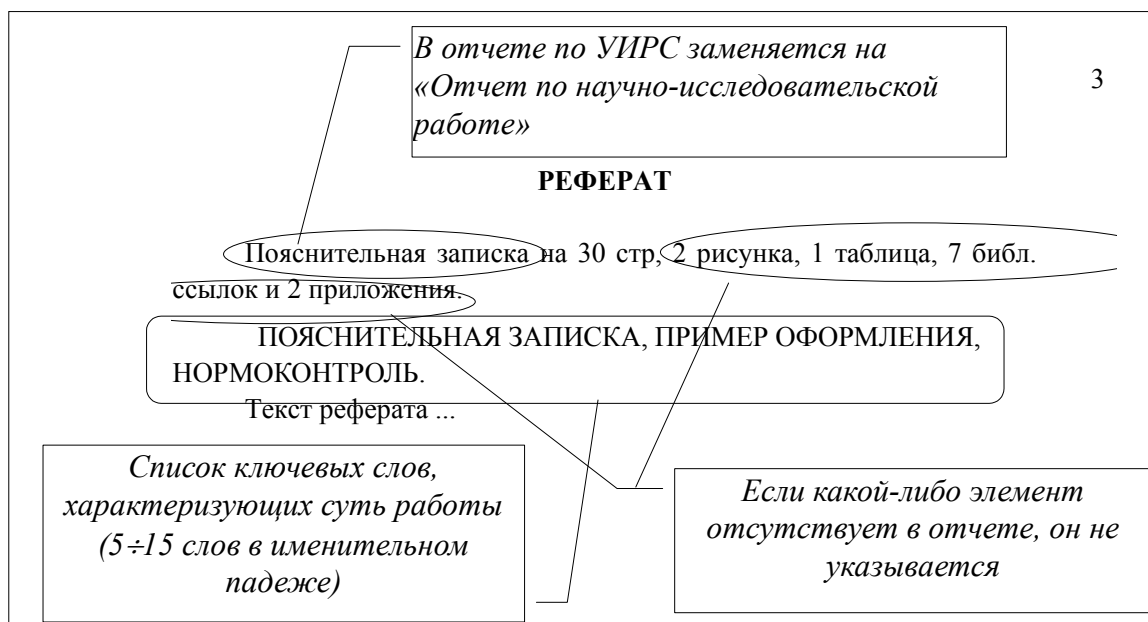 В отчете по УИРС заменяется на
«Отчет по научно-исследовательской
работе»
3
РЕФЕРАТ
Пояснительная записка на 30 стр, 2 рисунка, 1 таблица, 7 библ.
ссылок и 2 приложения.
ПОЯСНИТЕЛЬНАЯ ЗАПИСКА, ПРИМЕР ОФОРМЛЕНИЯ,
НОРМОКОНТРОЛЬ.
Текст реферата ...
Список ключевых слов,
характеризующих суть работы
(5÷15 слов в именительном
падеже)
Если какой-либо элемент
отсутствует в отчете, он не
указывается